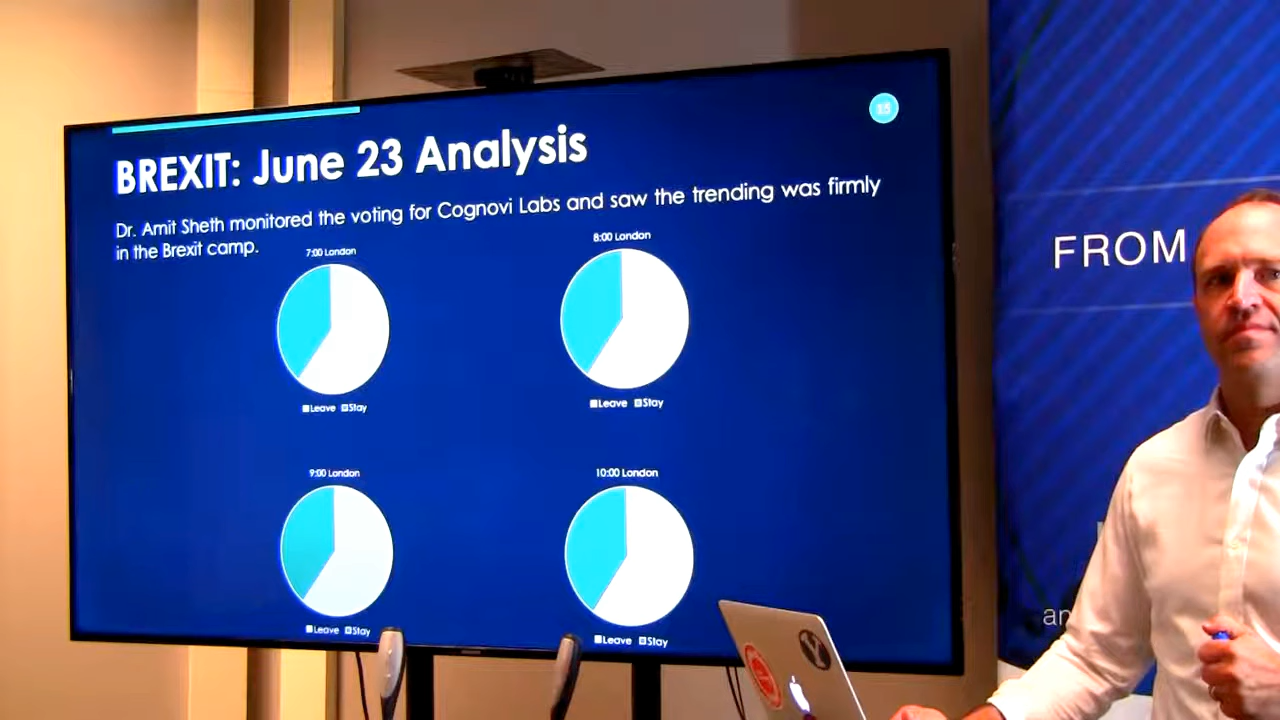 15
BREXIT: June 23 Analysis
Dr. Amit Sheth monitored the voting for Cognovi Labs and saw the trending was firmly
in the Brexit camp.
7:00 London
8:00 London
Leave Stay
Leave Stay
9:00 London
10:00 London
Leave Stay
Leave Stay
FROM
an
Y